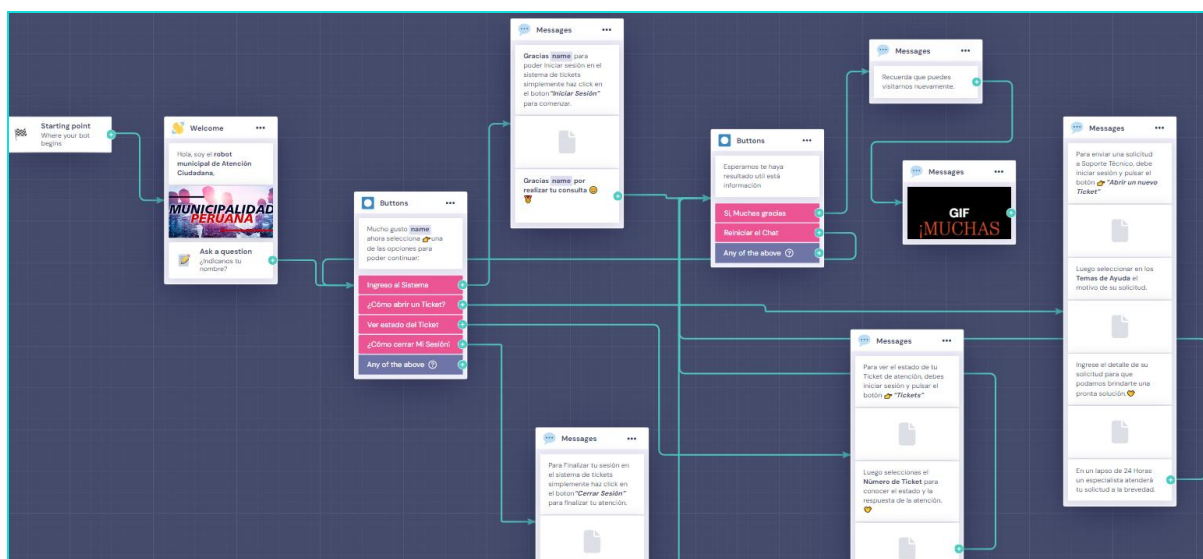 Starting point
Where your bot
begins
Welcome
Hola, soy el robot
municipal de Atención
Ciudadana,
MUNICIPALIDAD
PERUANA
Ask a question
¿Indícanos tu
nombre?
Buttons
Mucho gusto name
ahora selecciona 👉una
de las opciones para
poder continuar:
Ingreso al Sistema
¿Cómo abrir un Ticket?
Ver estado del Ticket
¿Cómo cerrar Mi Sesión?
Any of the above
Messages
Gracias name para
poder Iniciar sesión en el
sistema de tickets
simplemente haz click en
el boton"Iniciar Sesión"
para comenzar.
Gracias name por
realizar tu consulta
Messages
Para Finalizar tu sesión en
el sistema de tickets
simplemente haz click en
el boton"Cerrar Sesión"
para finalizar tu atención.
Buttons
Esperamos te haya
resultado util está
información
Sí, Muchas gracias
Reiniciar el Chat
Any of the above
Messages
Recuerda que puedes
visitarnos nuevamente.
Messages
GIF
¡MUCHAS
Messages
Para ver el estado de tu
Ticket de atención, debes
iniciar sesión y pulsar el
botón 👉 "Tickets"
Luego seleccionas el
Número de Ticket para
conocer el estado y la
respuesta de la atención.
Messages
Para enviar una solicitud
a Soporte Técnico, debe
iniciar sesión y pulsar el
botón 👉 "Abrir un nuevo
Ticket"
Luego seleccionar en los
Temas de Ayuda el
motivo de su solicitud.
Ingrese el detalle de su
solicitud para que
podamos brindarte una
pronta solución.
En un lapso de 24 Horas
un especialista atenderá
tu solicitud a la brevedad.